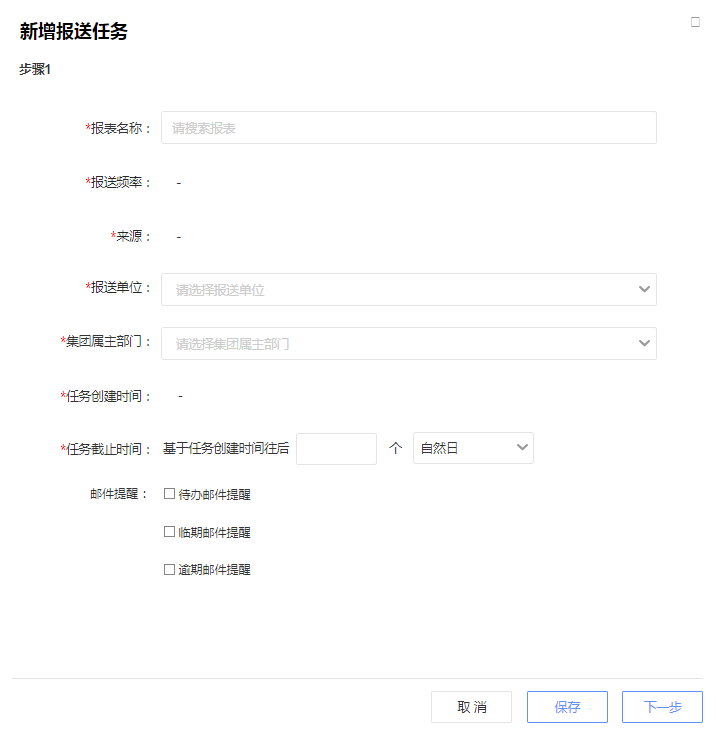 新增报送任务
步骤1
*报表名称： 请搜索报表
*报送频率： -
*来源： -
*报送单位： 请选择报送单位
*集团属主部门： 请选择集团属主部门
*任务创建时间： -
*任务截止时间： 基于任务创建时间往后 个 自然日
邮件提醒： 待办邮件提醒
临期邮件提醒
逾期邮件提醒
取 消 保存 下一步